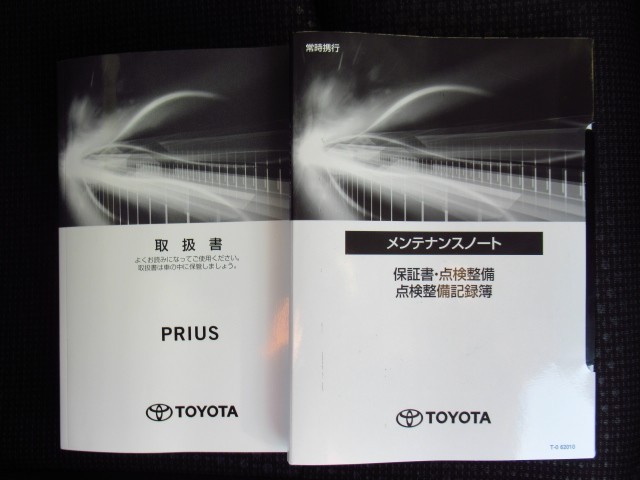 取扱書
よくお読みになってご使用ください。
取扱書は車の中に保管しましょう。
PRIUS
TOYOTA
常時携行
メンテナンスノート
保証書・点検整備
点検整備記録簿
TOYOTA